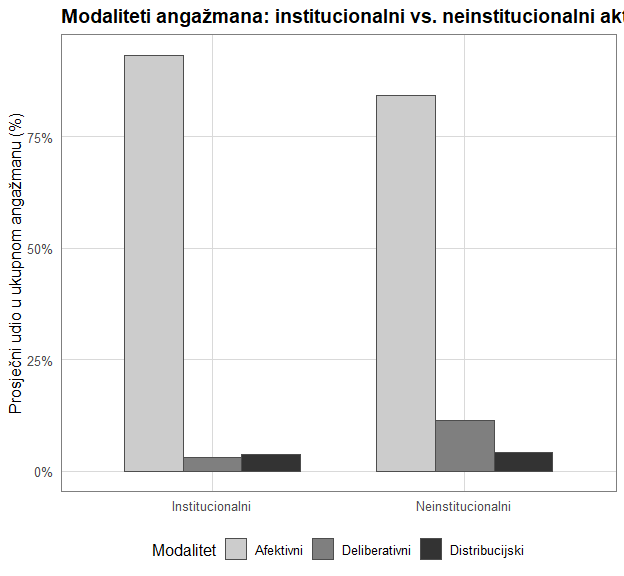 Modaliteti angažmana: institucionalni vs. neinstitucionalni akt
Prosječni udio u ukupnom angažmanu (%)
75%
50%
25%
0%
Institucionalni Neinstitucionalni
Modalitet Afektivni Deliberativni Distribucijski